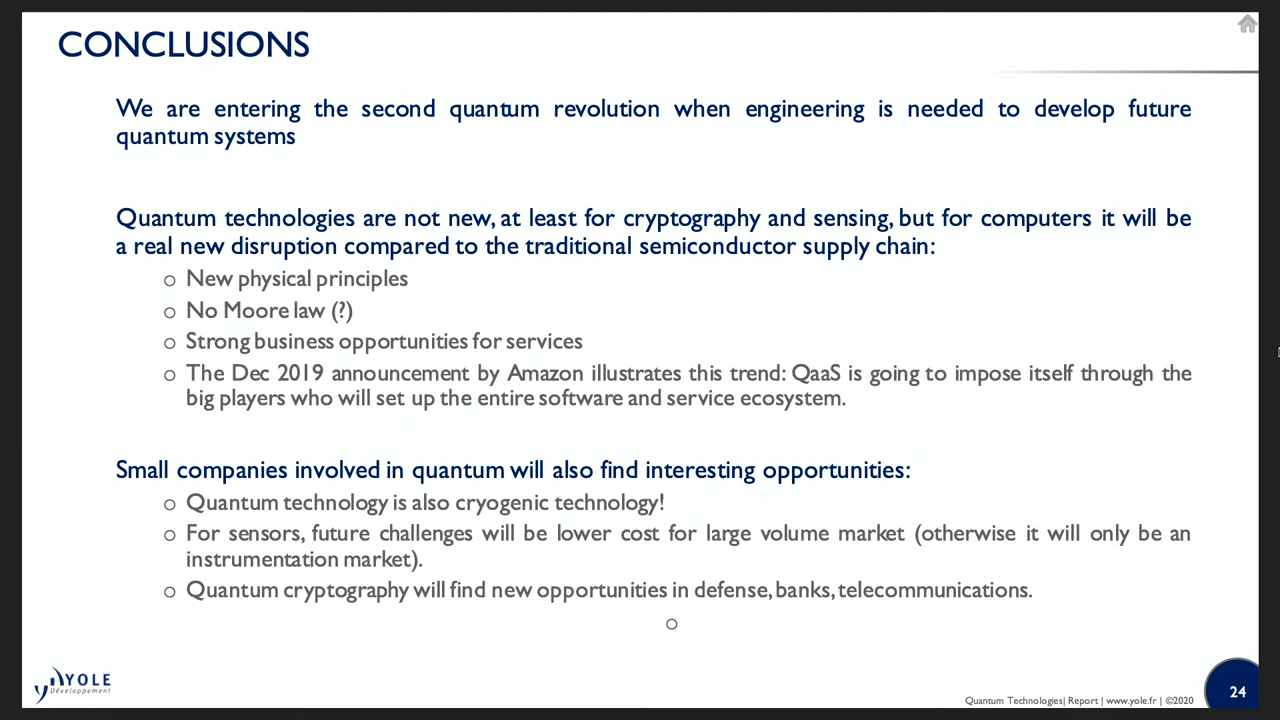 CONCLUSIONS
We are entering the second quantum revolution when engineering is needed to develop future
quantum systems
Quantum technologies are not new, at least for cryptography and sensing, but for computers it will be
a real new disruption compared to the traditional semiconductor supply chain:
o New physical principles
o No Moore law (?)
o Strong business opportunities for services
o The Dec 2019 announcement by Amazon illustrates this trend: QaaS is going to impose itself through the
big players who will set up the entire software and service ecosystem.
Small companies involved in quantum will also find interesting opportunities:
o Quantum technology is also cryogenic technology!
o For sensors, future challenges will be lower cost for large volume market (otherwise it will only be an
instrumentation market).
o Quantum cryptography will find new opportunities in defense, banks, telecommunications.
o
YOLE
Développement
Quantum Technologies| Report | www.yole.fr | ©2020
24